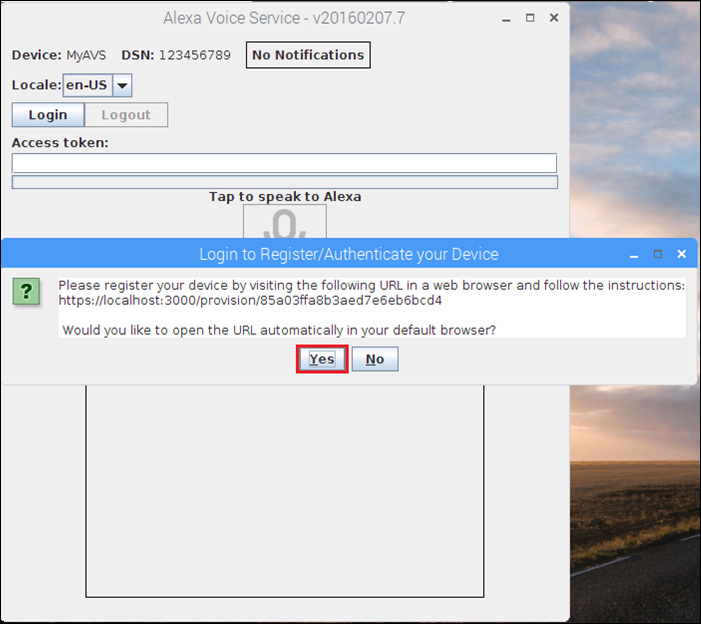 Alexa Voice Service - v20160207.7
Device: MyAVS DSN: 123456789 No Notifications
Locale: en-US
Login Logout
Access token:
Tap to speak to Alexa
Login to Register/Authenticate your Device
Please register your device by visiting the following URL in a web browser and follow the instructions:
https://localhost:3000/provision/85a03ffa8b3aed7e6eb6bcd4
Would you like to open the URL automatically in your default browser?
Yes No